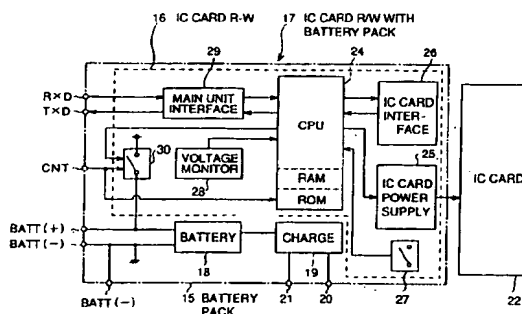 16 IC CARD R-W
17 IC CARD R/W WITH
BATTERY PACK
29
24
26
R×D
T×D
MAIN UNIT
INTERFACE
CPU
IC CARD
INTER-
FACE
30
VOLTAGE
MONITOR
28
25
CNT
RAM
ROM
IC CARD
POWER
SUPPLY
IC CARD
BATT(+)
BATT(-)
BATTERY
18
CHARGE
19
27
BATT(-)
15 BATTERY
PACK
21
20
22